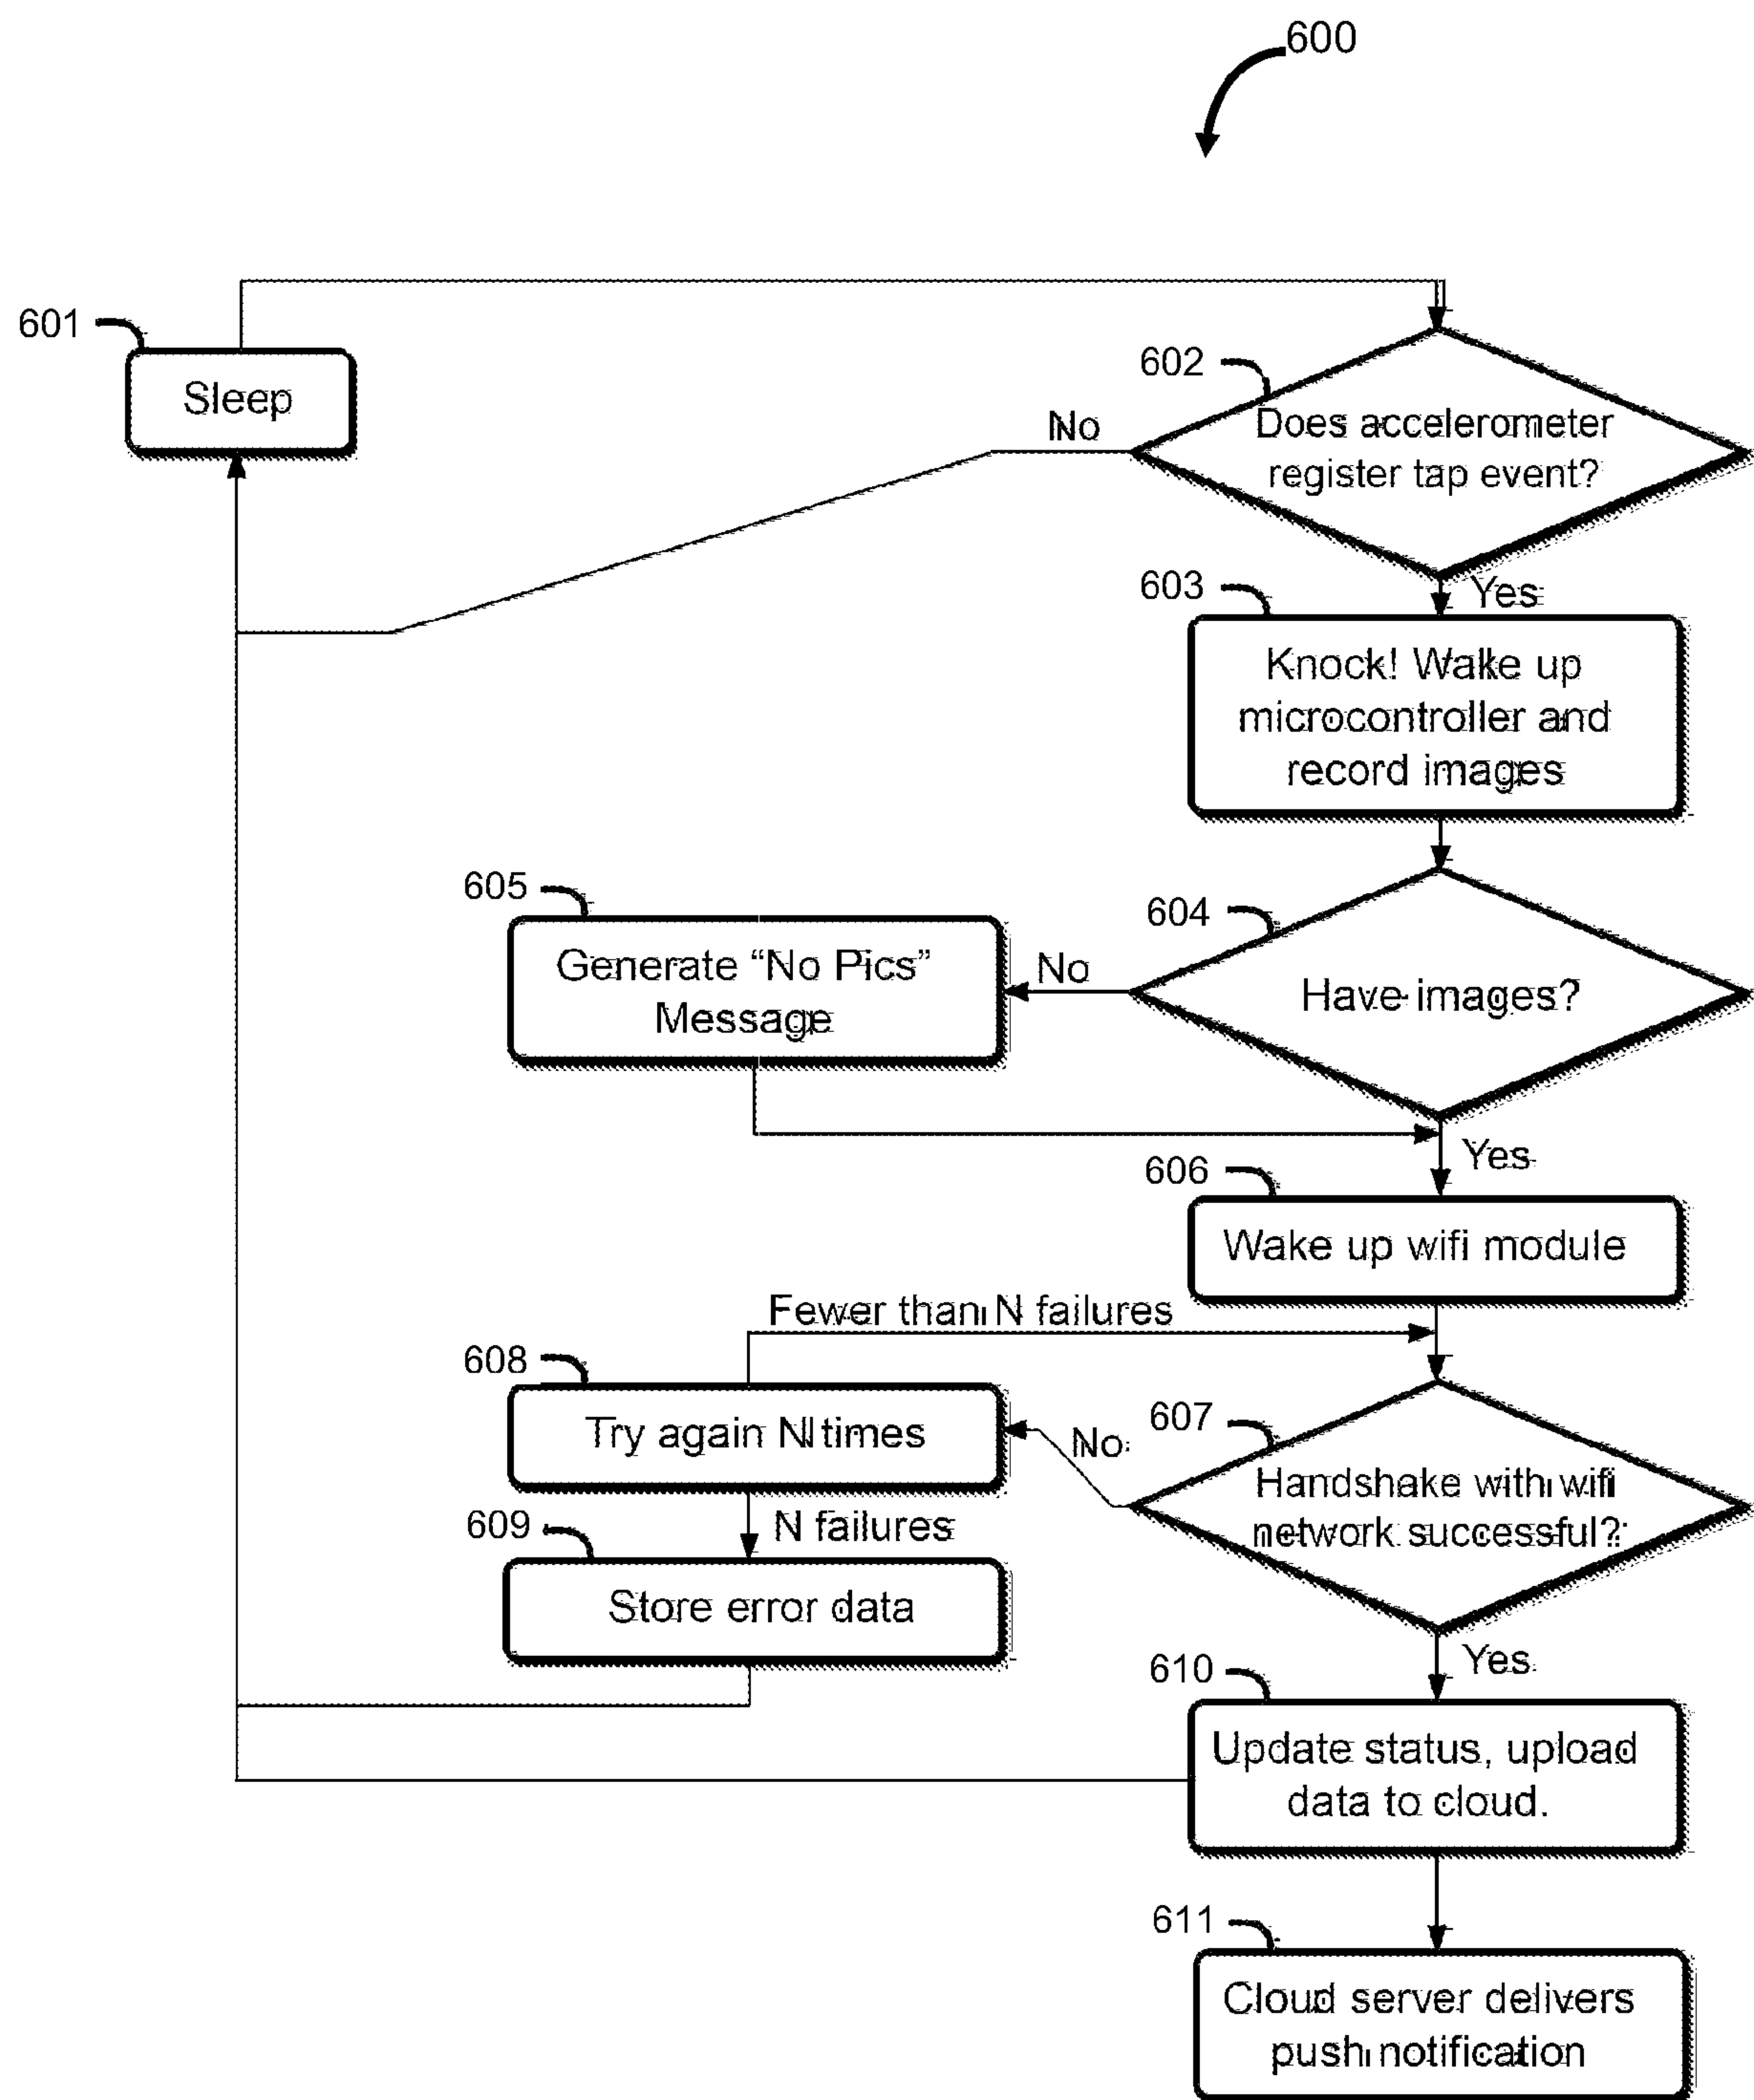 600
601
Sleep
602
No
Does accelerometer
register tap event?
Yes
603
Knock! Wake up
microcontroller and
record images
605
Generate “No Pics”
Message
604
No
Have images?
Yes
606
Wake up wifi module
Fewer than N failures
608
Try again N times
607
No
Handshake with wifi
network successful?
609
N failures
Store error data
Yes
610
Update status, upload
data to cloud.
611
Cloud server delivers
push notification